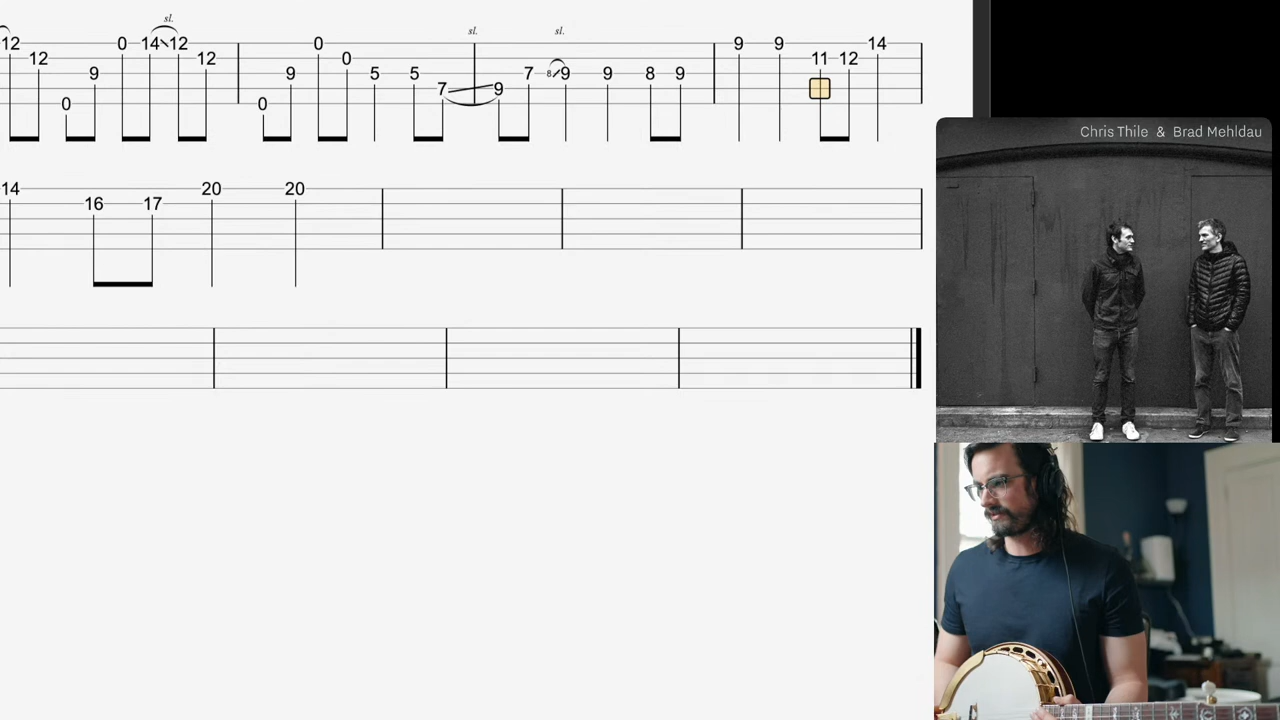 sl.
sl.
sl.
12 12 0 9 0 14 12 12 0 9 0 0 5 5 7 9 7 8 9 9 8 9 9 9 11 12 14
14 16 17 20 20
Chris Thile & Brad Mehldau